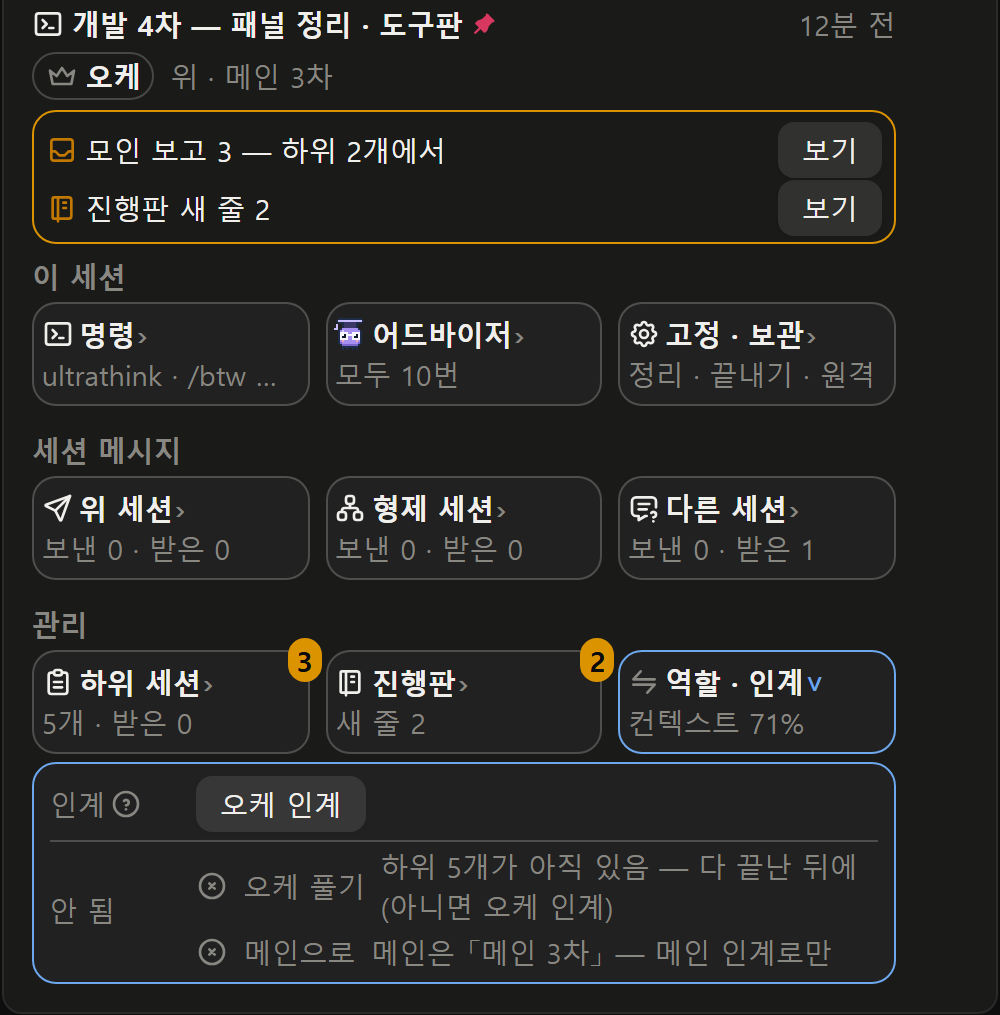 개발 4차 — 패널 정리 · 도구판 12분 전
오케 위 · 메인 3차
모인 보고 3 — 하위 2개에서 보기
진행판 새 줄 2 보기
이 세션
명령› 어드바이저› 고정 · 보관›
ultrathink · /btw ... 모두 10번 정리 · 끝내기 · 원격
세션 메시지
위 세션› 형제 세션› 다른 세션›
보낸 0 · 받은 0 보낸 0 · 받은 0 보낸 0 · 받은 1
관리
3 2
하위 세션› 진행판› 역할 · 인계˅
5개 · 받은 0 새 줄 2 컨텍스트 71%
인계 ? 오케 인계
안 됨
오케 풀기 하위 5개가 아직 있음 — 다 끝난 뒤에
(아니면 오케 인계)
메인으로 메인은 「메인 3차」 — 메인 인계로만